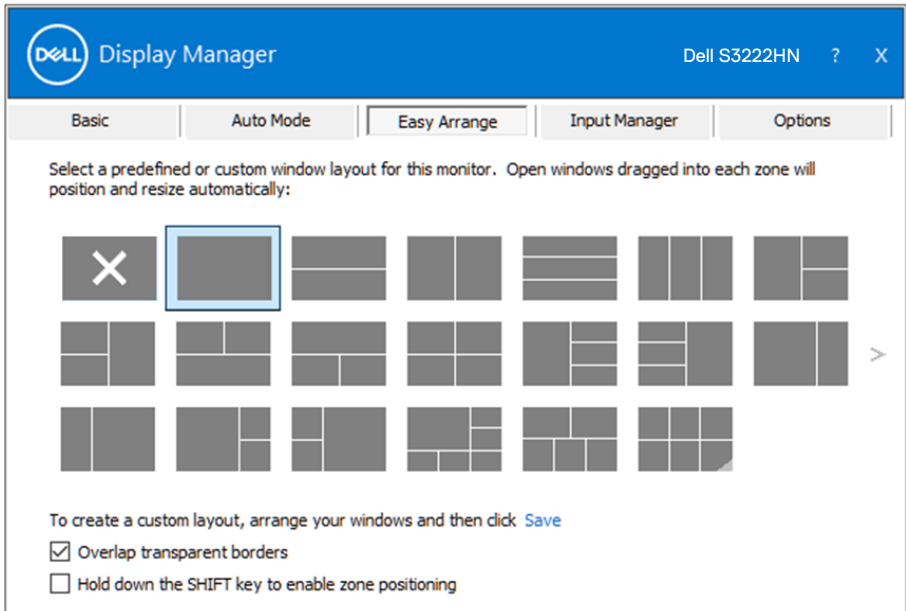 DELL Display Manager Dell S3222HN ? X
Basic Auto Mode Easy Arrange Input Manager Options
Select a predefined or custom window layout for this monitor. Open windows dragged into each zone will
position and resize automatically:
>
To create a custom layout, arrange your windows and then click Save
Overlap transparent borders
Hold down the SHIFT key to enable zone positioning